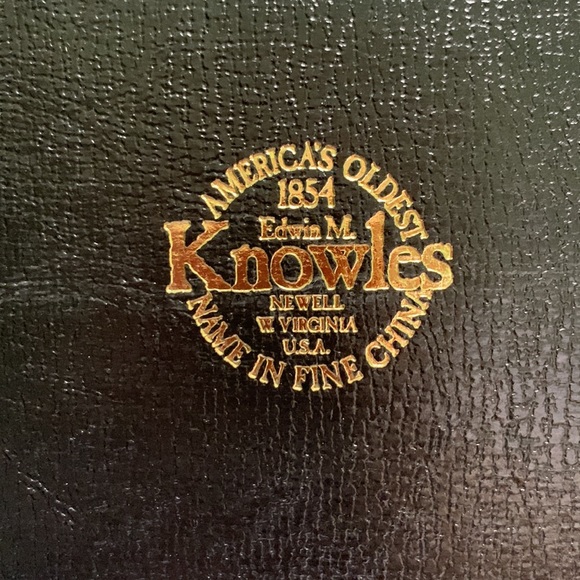 AMERICA'S OLDEST
1854
Edwin M.
Knowles
NEWELL
W. VIRGINIA
U.S.A.
NAME IN FINE CHINA